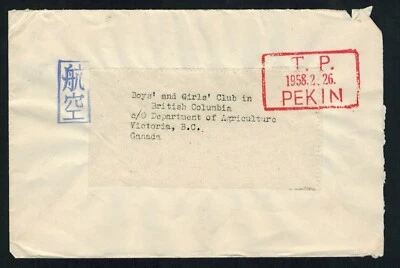 航空
T. P.
1958.2.26.
PEKIN
Boys' and Girls' Club in
British Columbia
c/O Department of Agriculture
Victoria, B.C.
Canada